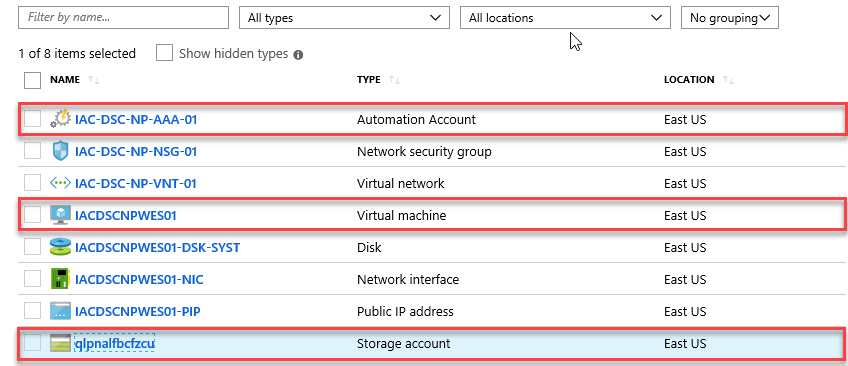 Filter by name... All types All locations No grouping
1 of 8 items selected Show hidden types
NAME TYPE LOCATION
IAC-DSC-NP-AAA-01 Automation Account East US
IAC-DSC-NP-NSG-01 Network security group East US
IAC-DSC-NP-VNT-01 Virtual network East US
IACDSCNPWES01 Virtual machine East US
IACDSCNPWES01-DSK-SYST Disk East US
IACDSCNPWES01-NIC Network interface East US
IACDSCNPWES01-PIP Public IP address East US
qlpnalfbcfzcu Storage account East US